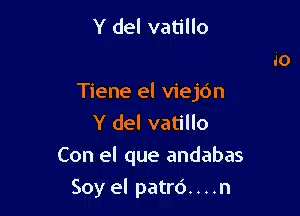 Y del vatillo
Tiene el viejón
Y del vatillo
Con el que andabas
Soy el patró....n